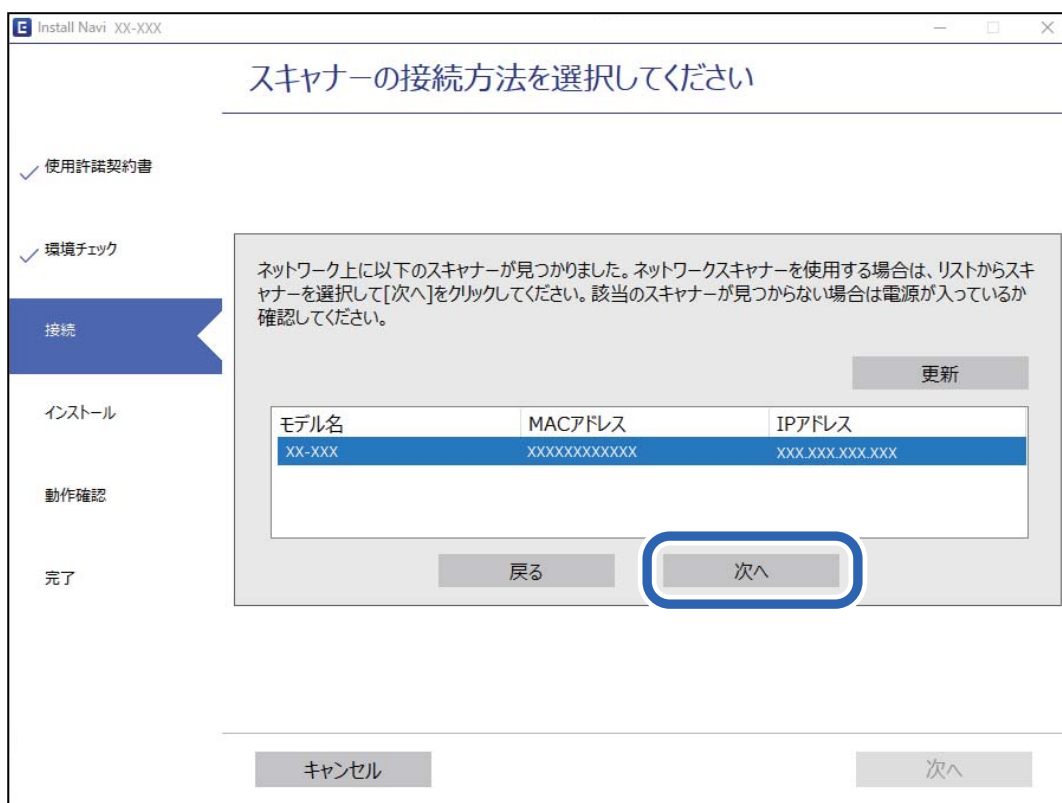 E Install Navi XX-XXX
スキャナーの接続方法を選択してください
使用許諾契約書
環境チェック
接続
インストール
動作確認
完了
ネットワーク上に以下のスキャナーが見つかりました。ネットワークスキャナーを使用する場合は、リストからスキ
ャナーを選択して[次へ]をクリックしてください。該当のスキャナーが見つからない場合は電源が入っているか
確認してください。
更新
モデル名 MACアドレス IPアドレス
XX-XXX XXXXXXXXXXXX XXX.XXX.XXX.XXX
戻る 次へ
キャンセル 次へ